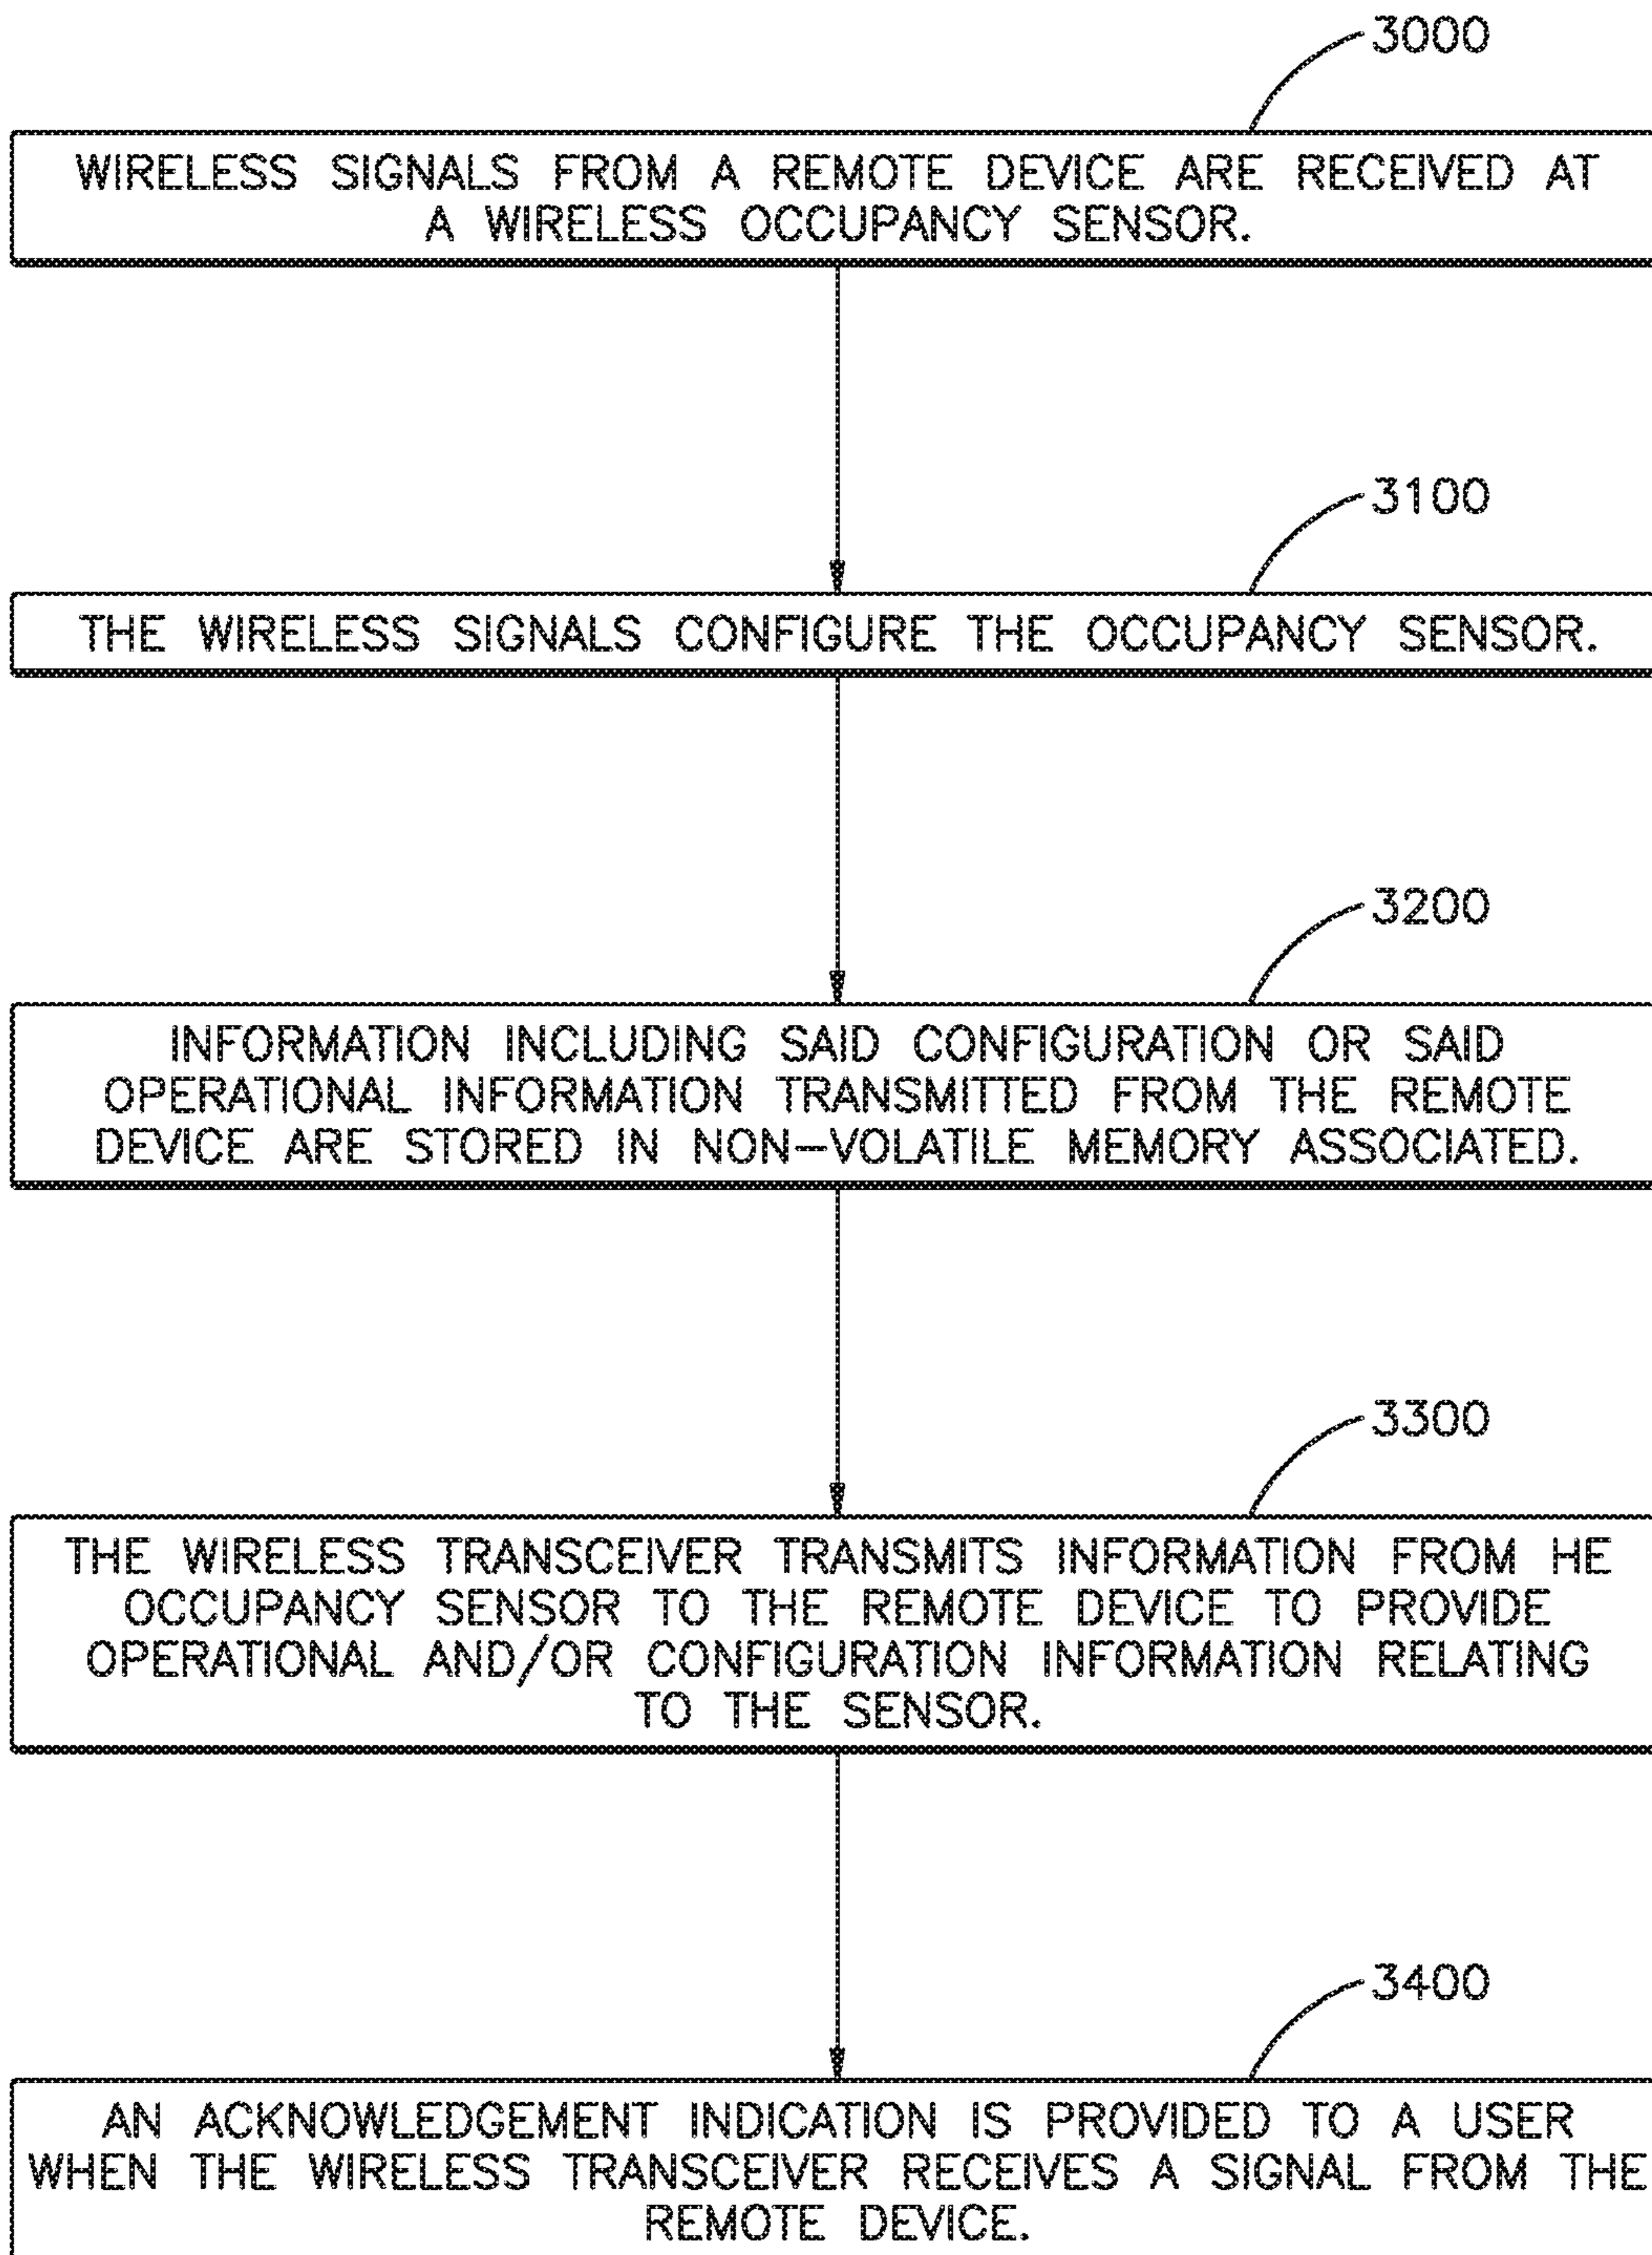 3000
WIRELESS SIGNALS FROM A REMOTE DEVICE ARE RECEIVED AT
A WIRELESS OCCUPANCY SENSOR.
3100
THE WIRELESS SIGNALS CONFIGURE THE OCCUPANCY SENSOR.
3200
INFORMATION INCLUDING SAID CONFIGURATION OR SAID
OPERATIONAL INFORMATION TRANSMITTED FROM THE REMOTE
DEVICE ARE STORED IN NON-VOLATILE MEMORY ASSOCIATED.
3300
THE WIRELESS TRANSCEIVER TRANSMITS INFORMATION FROM HE
OCCUPANCY SENSOR TO THE REMOTE DEVICE TO PROVIDE
OPERATIONAL AND/OR CONFIGURATION INFORMATION RELATING
TO THE SENSOR.
3400
AN ACKNOWLEDGEMENT INDICATION IS PROVIDED TO A USER
WHEN THE WIRELESS TRANSCEIVER RECEIVES A SIGNAL FROM THE
REMOTE DEVICE.